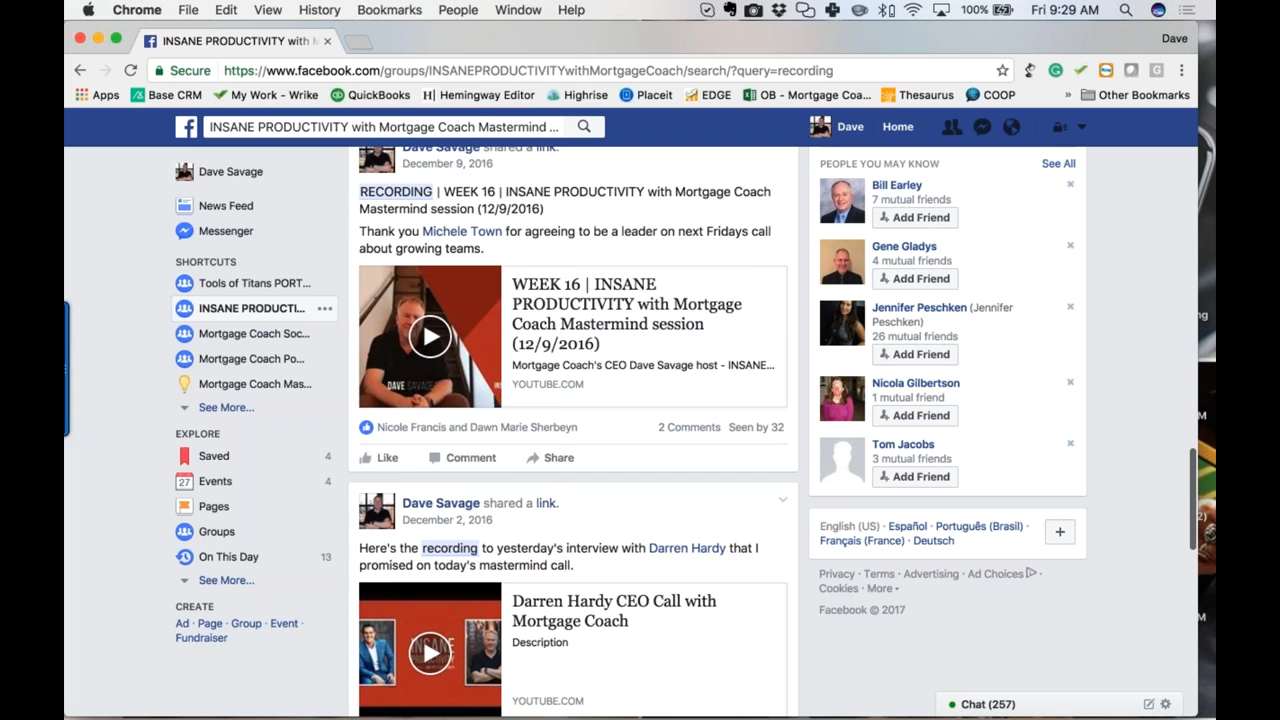 Chrome File Edit View History Bookmarks People Window Help 100% Fri 9:29 AM
INSANE PRODUCTIVITY with M × Dave
Secure https://www.facebook.com/groups/INSANEPRODUCTIVITYwithMortgageCoach/search/?query=recording
Apps Base CRM My Work - Wrike QuickBooks Hemingway Editor Highrise Placeit EDGE OB - Mortgage Coa... Thesaurus COOP » Other Bookmarks
INSANE PRODUCTIVITY with Mortgage Coach Mastermind ... Dave Home
Dave Savage
News Feed
Messenger
SHORTCUTS
Tools of Titans PORT...
INSANE PRODUCTI...
Mortgage Coach Soc...
Mortgage Coach Po...
Mortgage Coach Mas...
See More...
EXPLORE
Saved 4
27 Events 4
Pages
Groups
On This Day 13
See More...
CREATE
Ad · Page · Group · Event ·
Fundraiser
Dave Savage shared a link.
December 9, 2016
RECORDING | WEEK 16 | INSANE PRODUCTIVITY with Mortgage Coach
Mastermind session (12/9/2016)
Thank you Michele Town for agreeing to be a leader on next Fridays call
about growing teams.
DAVE SAVAGE
WEEK 16 | INSANE
PRODUCTIVITY with Mortgage
Coach Mastermind session
(12/9/2016)
Mortgage Coach's CEO Dave Savage host - INSANE...
YOUTUBE.COM
Nicole Francis and Dawn Marie Sherbeyn 2 Comments Seen by 32
Like Comment Share
Dave Savage shared a link.
December 2, 2016
Here's the recording to yesterday's interview with Darren Hardy that I
promised on today's mastermind call.
INSANE
PRODUCTIVITY
Darren Hardy CEO Call with
Mortgage Coach
Description
YOUTUBE.COM
PEOPLE YOU MAY KNOW See All
Bill Earley
7 mutual friends
Add Friend
Gene Gladys
4 mutual friends
Add Friend
Jennifer Peschken (Jennifer
Peschken)
26 mutual friends
Add Friend
Nicola Gilbertson
1 mutual friend
Add Friend
Tom Jacobs
3 mutual friends
Add Friend
English (US) · Español · Português (Brasil) ·
Français (France) · Deutsch
+
Privacy · Terms · Advertising · Ad Choices ·
Cookies · More
Facebook © 2017
Chat (257)